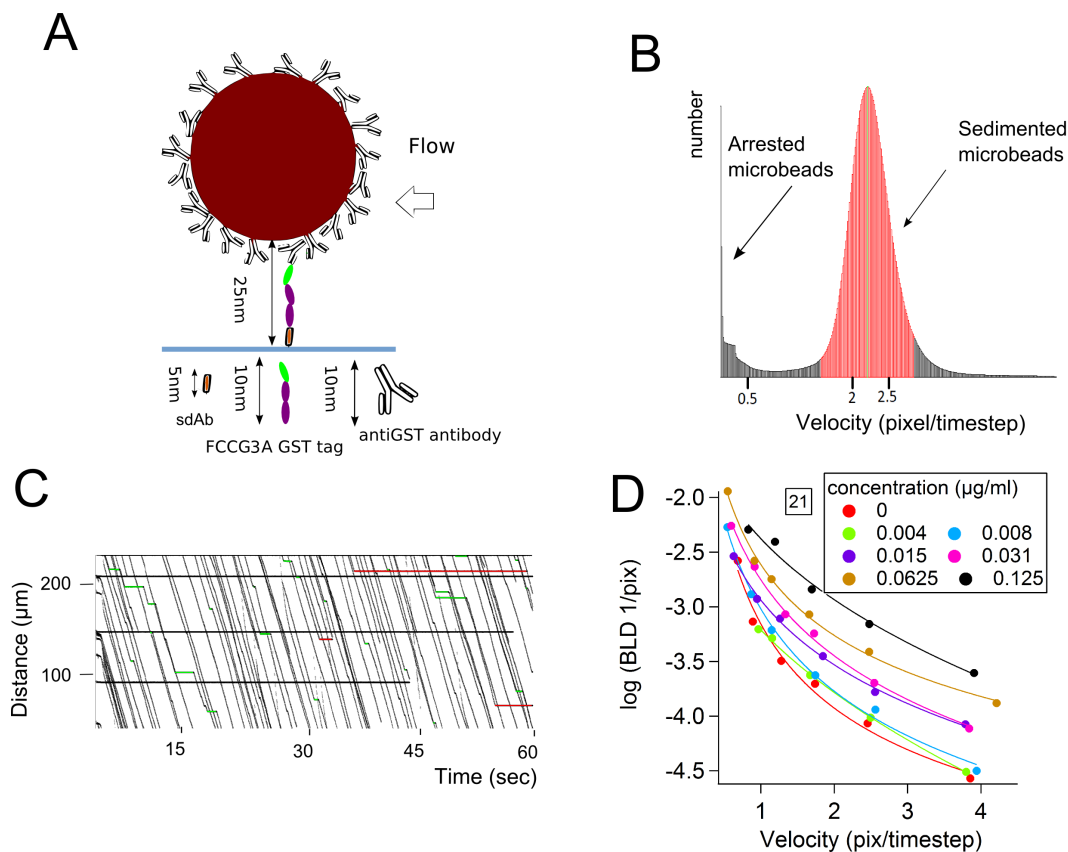 A
Flow
25nm
5nm
sdAb
10nm
FCCG3A GST tag
10nm
antiGST antibody
B
number
Arrested
microbeads
Sedimented
microbeads
0.5
2
2.5
Velocity (pixel/timestep)
C
Distance (µm)
200
100
15
30
45
60
Time (sec)
D
log (BLD 1/pix)
-2.0
-2.5
-3.0
-3.5
-4.0
-4.5
21
concentration (µg/ml)
0
0.004
0.008
0.015
0.031
0.0625
0.125
1
2
3
4
Velocity (pix/timestep)